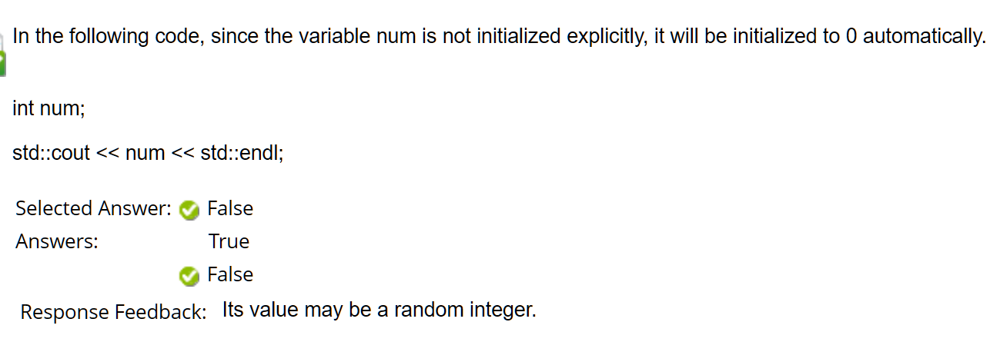 In the following code, since the variable num is not initialized explicitly, it will be initialized to 0 automatically.
int num;
std::cout << num << std::endl;
Selected Answer: False
Answers: True
False
Response Feedback: Its value may be a random integer.